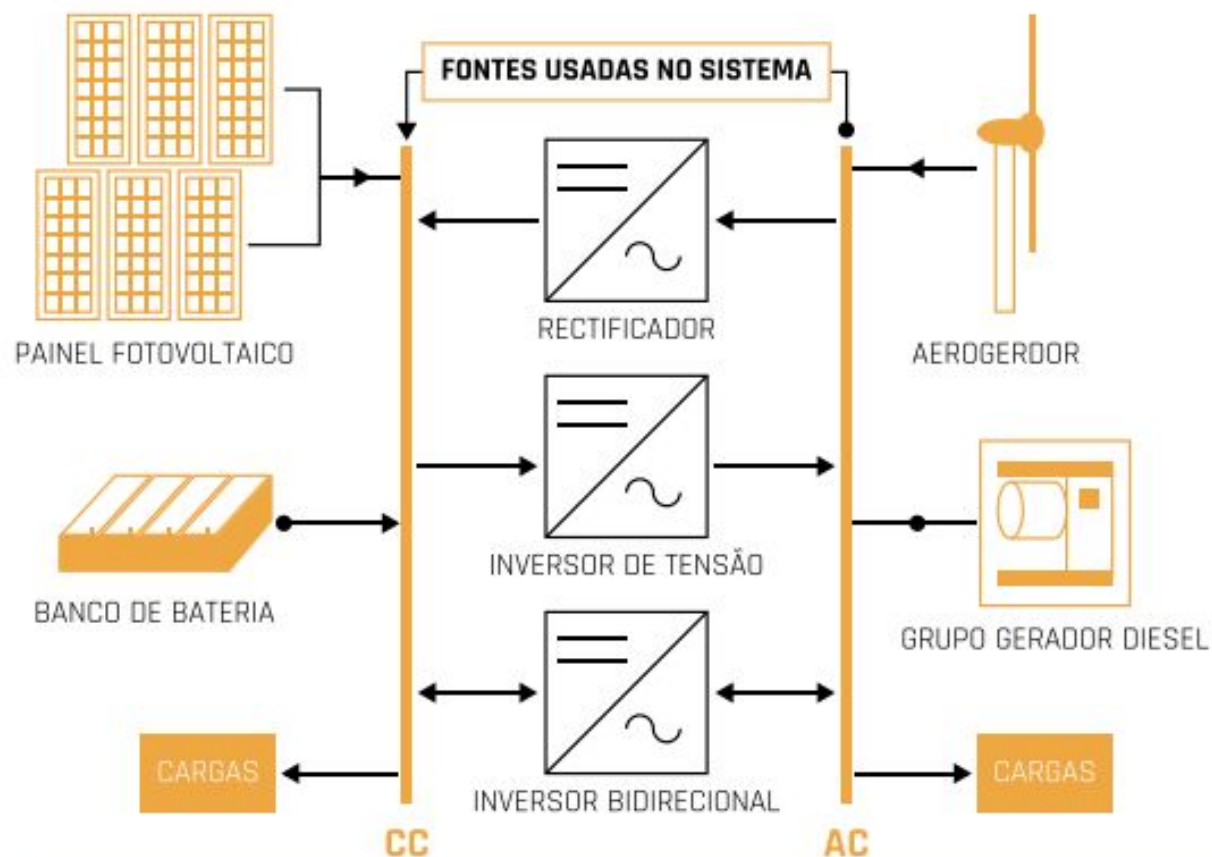 FONTES USADAS NO SISTEMA
RECTIFICADOR
PAINEL FOTOVOLTAICO
AEROGERDOR
INVERSOR DE TENSÃO
BANCO DE BATERIA
GRUPO GERADOR DIESEL
CARGAS
CARGAS
INVERSOR BIDIRECIONAL
CC
AC